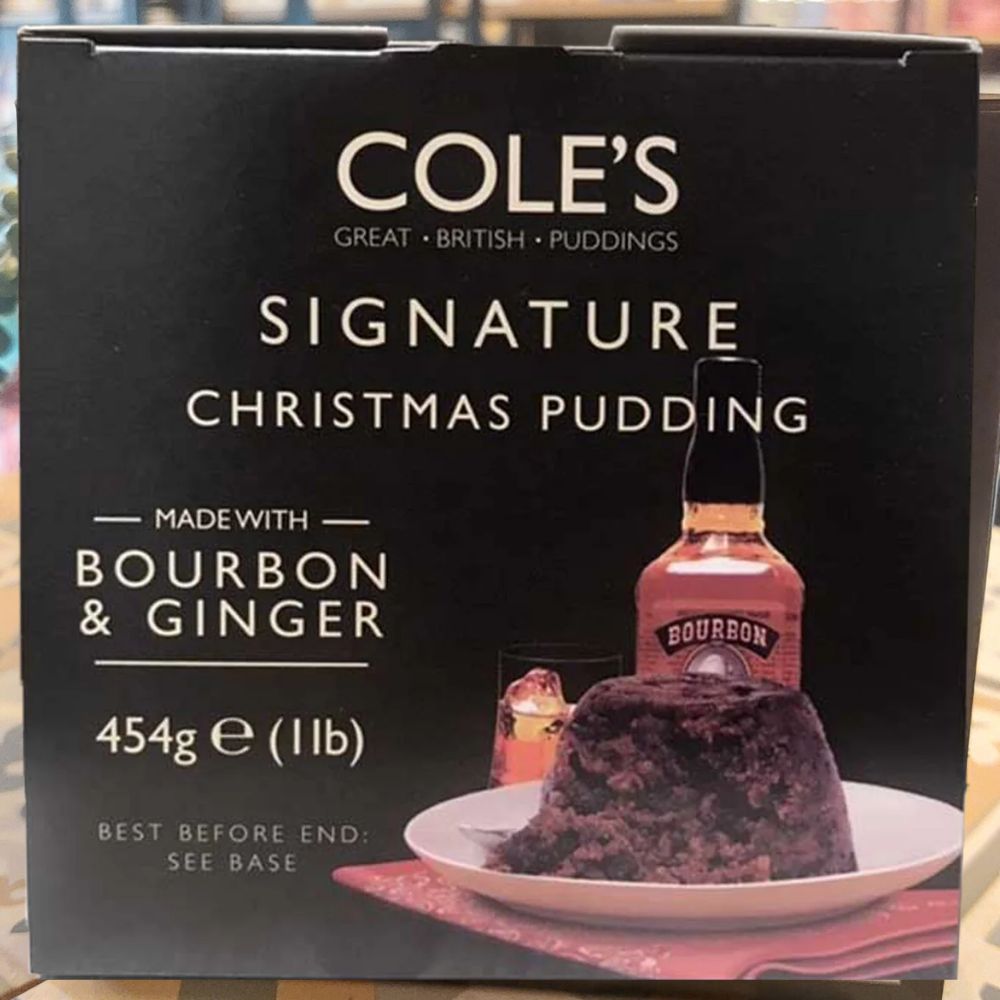 COLE'S
GREAT • BRITISH • PUDDINGS
SIGNATURE
CHRISTMAS PUDDING
MADE WITH
BOURBON
& GINGER
454g ℮ (1lb)
BEST BEFORE END:
SEE BASE
BOURBON